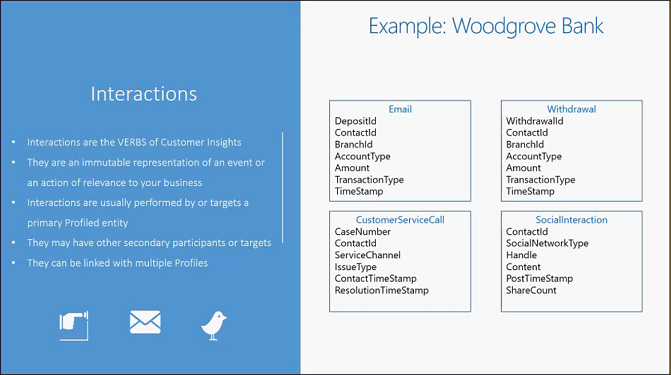 Interactions
• Interactions are the VERBS of Customer Insights
• They are an immutable representation of an event or
an action of relevance to your business
• Interactions are usually performed by or targets a
primary Profiled entity
• They may have other secondary participants or targets
• They can be linked with multiple Profiles
Example: Woodgrove Bank
Email
DepositId
ContactId
BranchId
AccountType
Amount
TransactionType
TimeStamp
Withdrawal
WithdrawalId
ContactId
BranchId
AccountType
Amount
TransactionType
TimeStamp
CustomerServiceCall
CaseNumber
ContactId
ServiceChannel
IssueType
ContactTimeStamp
ResolutionTimeStamp
SocialInteraction
ContactId
SocialNetworkType
Handle
Content
PostTimeStamp
ShareCount